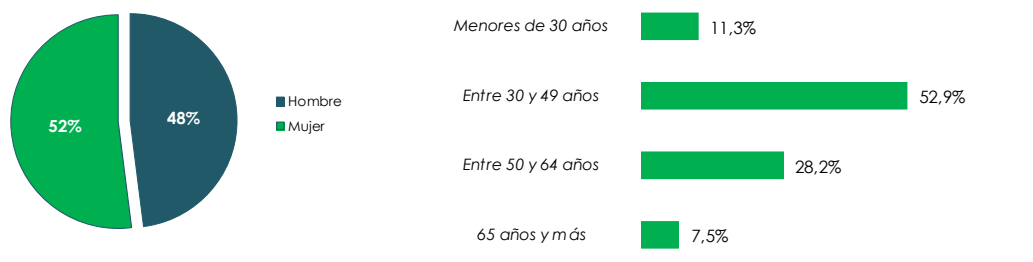 52%
48%
Hombre
Mujer
Menores de 30 años
11,3%
Entre 30 y 49 años
52,9%
Entre 50 y 64 años
28,2%
65 años y más
7,5%